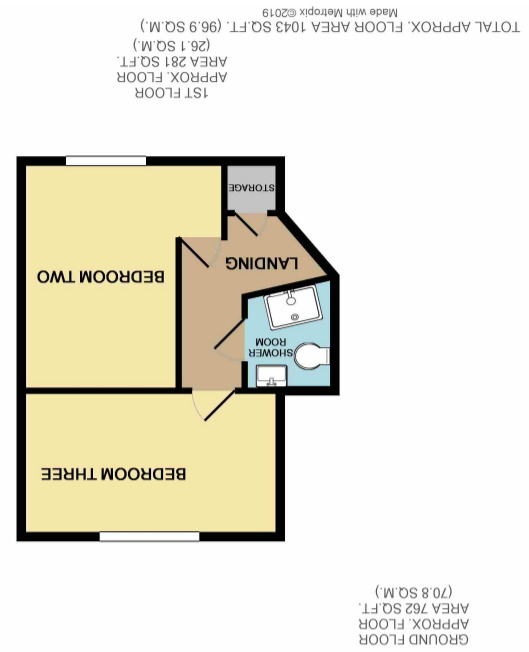 GROUND FLOOR
APPROX. FLOOR
AREA 762 SQ.FT.
(70.8 SQ.M.)
BEDROOM THREE
SHOWER
ROOM
BEDROOM TWO
LANDING
STORAGE
1ST FLOOR
APPROX. FLOOR
AREA 281 SQ.FT.
(26.1 SQ.M.)
TOTAL APPROX. FLOOR AREA 1043 SQ.FT. (96.9 SQ.M.)
Made with Metropix ©2019